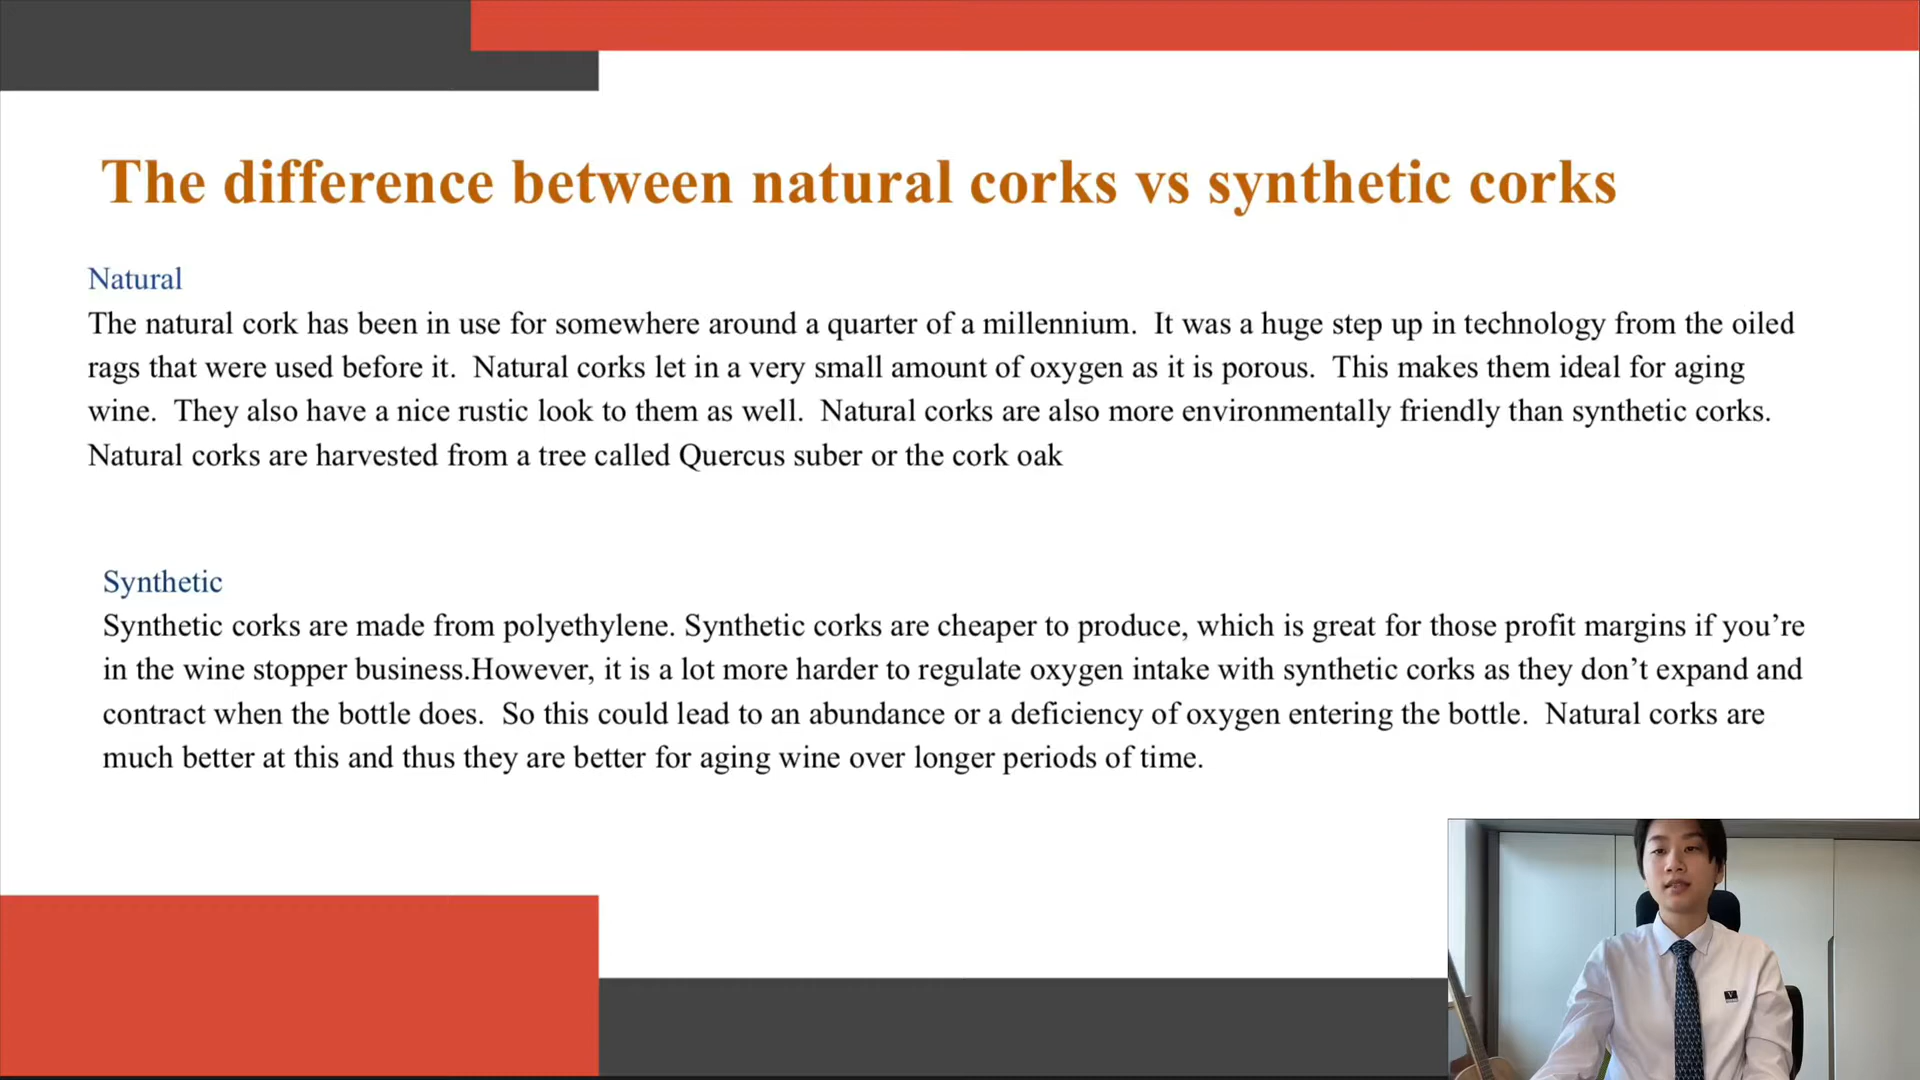 The difference between natural corks vs synthetic corks
Natural
The natural cork has been in use for somewhere around a quarter of a millennium.  It was a huge step up in technology from the oiled
rags that were used before it.  Natural corks let in a very small amount of oxygen as it is porous.  This makes them ideal for aging
wine.  They also have a nice rustic look to them as well.  Natural corks are also more environmentally friendly than synthetic corks.
Natural corks are harvested from a tree called Quercus suber or the cork oak
Synthetic
Synthetic corks are made from polyethylene. Synthetic corks are cheaper to produce, which is great for those profit margins if you’re
in the wine stopper business.However, it is a lot more harder to regulate oxygen intake with synthetic corks as they don’t expand and
contract when the bottle does.  So this could lead to an abundance or a deficiency of oxygen entering the bottle.  Natural corks are
much better at this and thus they are better for aging wine over longer periods of time.
V